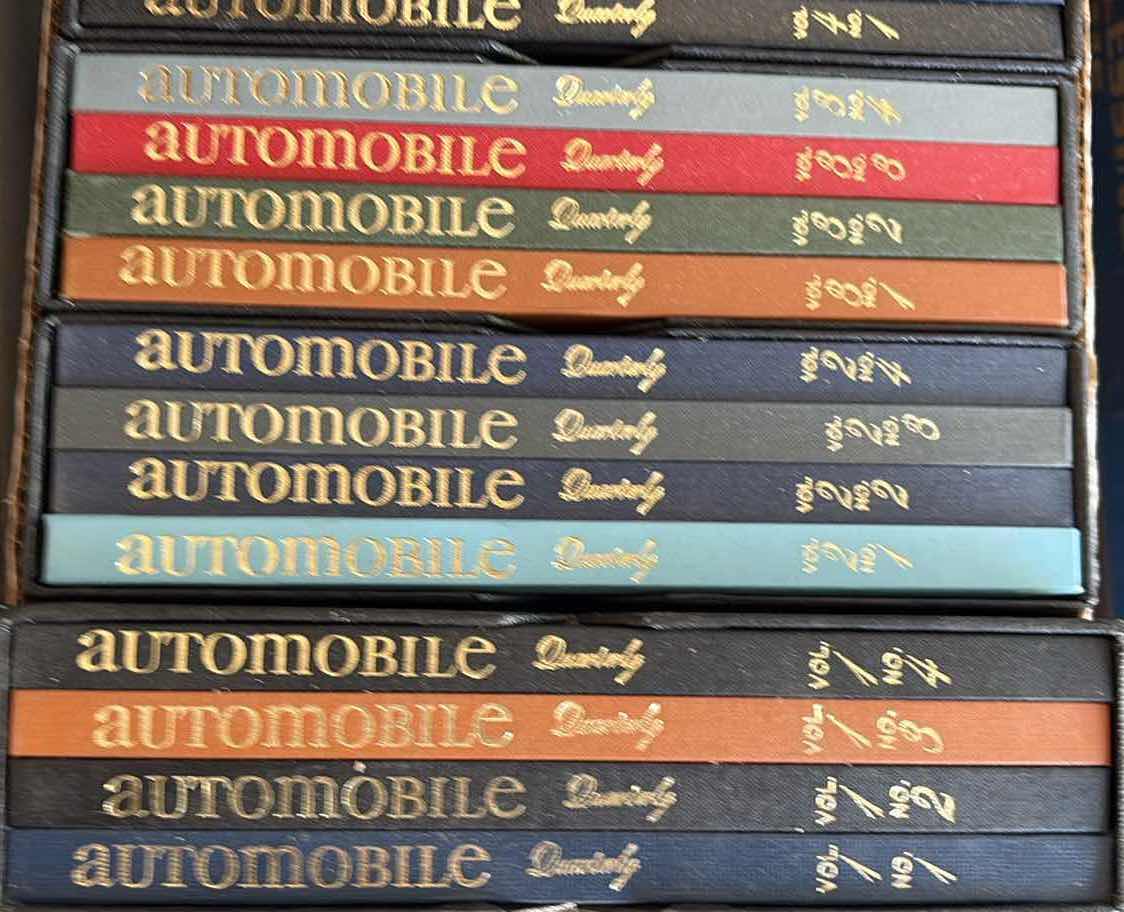 automobile Quarterly VOL. 4 NO. 1
automobile Quarterly VOL. 3 NO. 4
automobile Quarterly VOL. 3 NO. 3
automobile Quarterly VOL. 3 NO. 2
automobile Quarterly VOL. 3 NO. 1
automobile Quarterly VOL. 2 NO. 4
automobile Quarterly VOL. 2 NO. 3
automobile Quarterly VOL. 2 NO. 2
automobile Quarterly VOL. 2 NO. 1
automobile Quarterly VOL. 1 NO. 4
automobile Quarterly VOL. 1 NO. 3
automobile Quarterly VOL. 1 NO. 2
automobile Quarterly VOL. 1 NO. 1